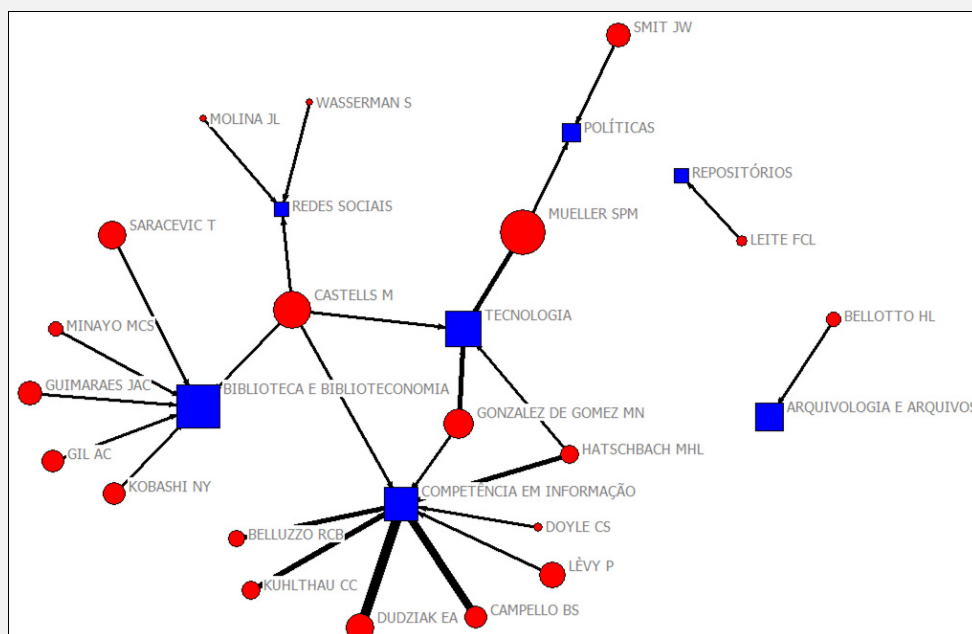 SMIT JW
WASSERMAN S
MOLINA JL
POLÍTICAS
REPOSITÓRIOS
REDES SOCIAIS
MUELLER SPM
SARACEVIC T
LEITE FCL
CASTELLS M
TECNOLOGIA
BELLOTTO HL
MINAYO MCS
GUIMARAES JAC
BIBLIOTECA E BIBLIOTECONOMIA
ARQUIVOLOGIA E ARQUIVOS
GONZALEZ DE GOMEZ MN
HATSCHBACH MHL
GIL AC
KOBASHI NY
COMPETÊNCIA EM INFORMAÇÃO
DOYLE CS
BELLUZZO RCB
LÈVY P
KUHLTHAU CC
CAMPELLO BS
DUDZIAK EA